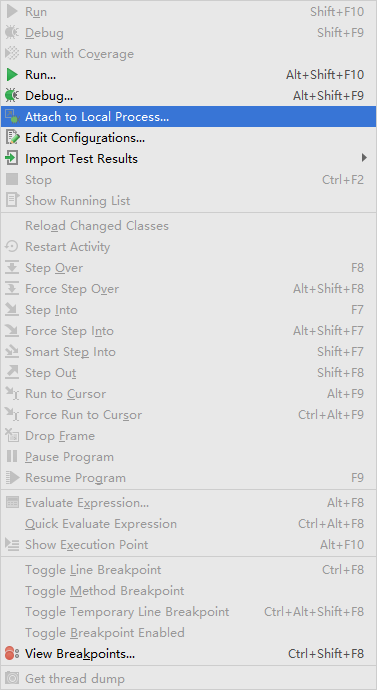 Run Shift+F10
Debug Shift+F9
Run with Coverage
Run... Alt+Shift+F10
Debug... Alt+Shift+F9
Attach to Local Process...
Edit Configurations...
Import Test Results
Stop Ctrl+F2
Show Running List
Reload Changed Classes
Restart Activity
Step Over F8
Force Step Over Alt+Shift+F8
Step Into F7
Force Step Into Alt+Shift+F7
Smart Step Into Shift+F7
Step Out Shift+F8
Run to Cursor Alt+F9
Force Run to Cursor Ctrl+Alt+F9
Drop Frame
Pause Program
Resume Program F9
Evaluate Expression... Alt+F8
Quick Evaluate Expression Ctrl+Alt+F8
Show Execution Point Alt+F10
Toggle Line Breakpoint Ctrl+F8
Toggle Method Breakpoint
Toggle Temporary Line Breakpoint Ctrl+Alt+Shift+F8
Toggle Breakpoint Enabled
View Breakpoints... Ctrl+Shift+F8
Get thread dump